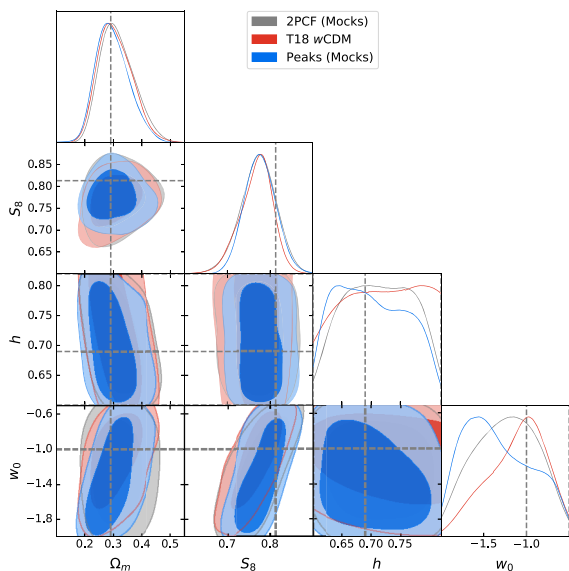 2PCF (Mocks)
T18 wCDM
Peaks (Mocks)
0.85
0.80
0.75
0.70
0.65
S₈
0.80
0.75
0.70
0.65
h
−0.6
−1.0
−1.4
−1.8
w₀
0.2 0.3 0.4 0.5
Ωₘ
0.7 0.8
S₈
0.65 0.70 0.75
h
−1.5 −1.0
w₀